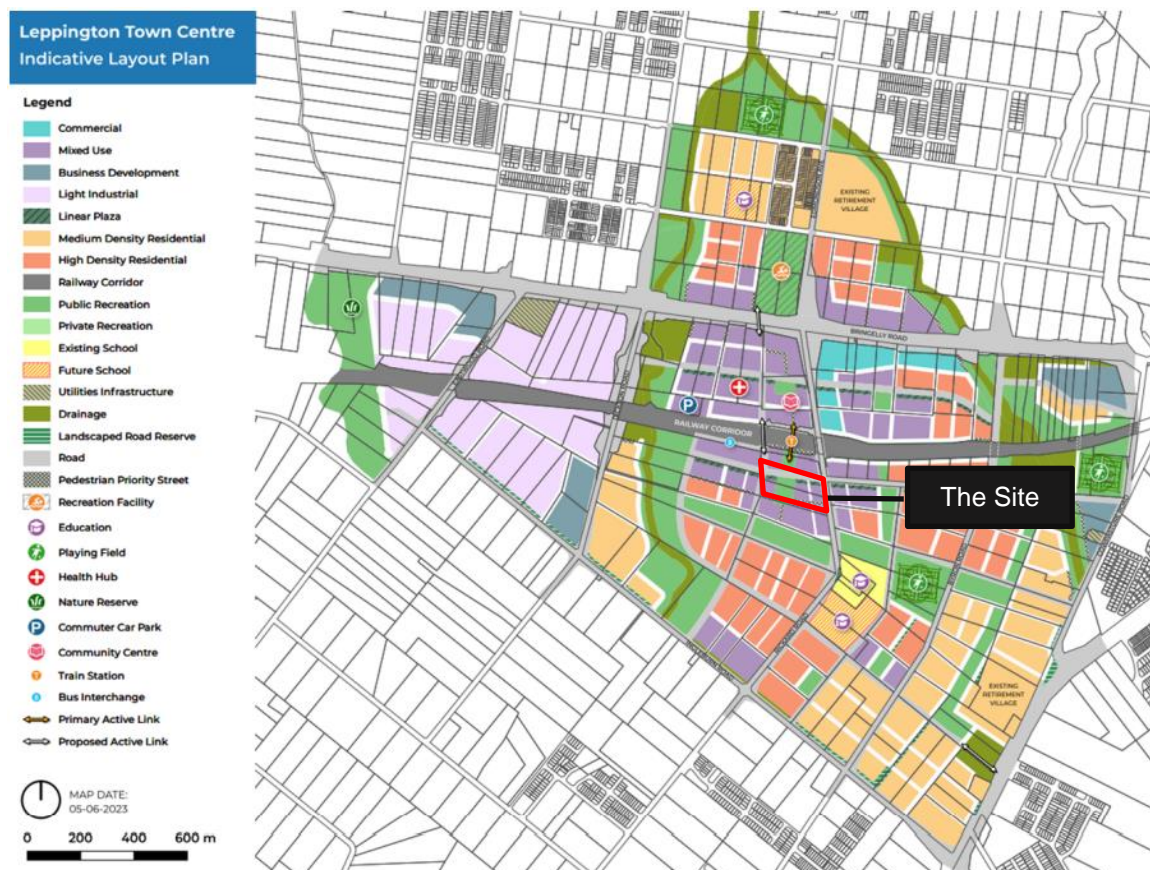 Leppington Town Centre
Indicative Layout Plan
Legend
Commercial
Mixed Use
Business Development
Light Industrial
Linear Plaza
Medium Density Residential
High Density Residential
Railway Corridor
Public Recreation
Private Recreation
Existing School
Future School
Utilities Infrastructure
Drainage
Landscaped Road Reserve
Road
Pedestrian Priority Street
Recreation Facility
Education
Playing Field
Health Hub
Nature Reserve
P Commuter Car Park
Community Centre
T Train Station
Bus Interchange
Primary Active Link
Proposed Active Link
MAP DATE:
05-06-2023
0 200 400 600 m
EXISTING
RETIREMENT
VILLAGE
BRINGELLY ROAD
P
RAILWAY CORRIDOR
T
The Site
EXISTING
RETIREMENT
VILLAGE